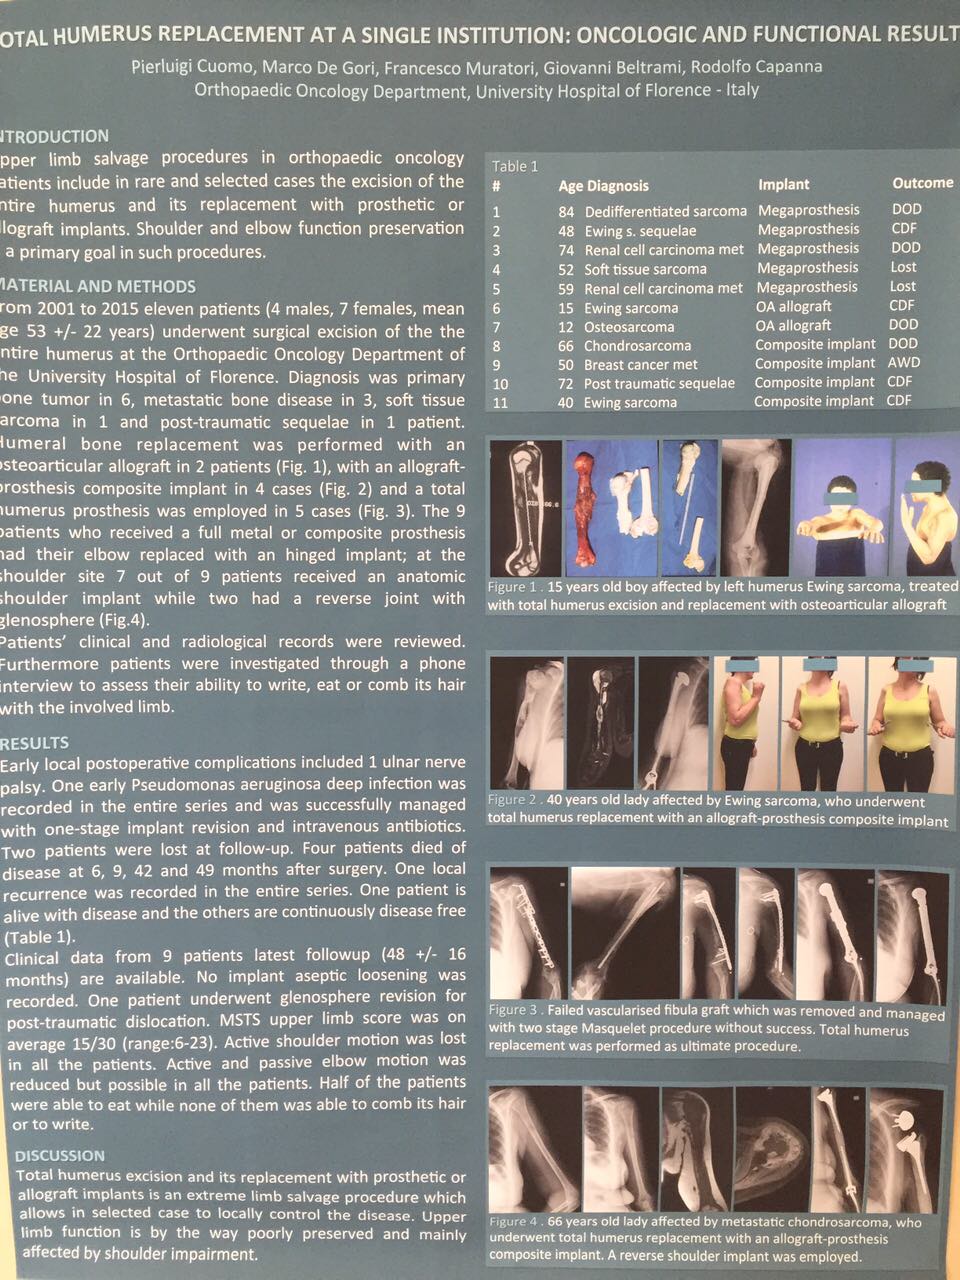 OTAL HUMERUS REPLACEMENT AT A SINGLE INSTITUTION: ONCOLOGIC AND FUNCTIONAL RESULT
Pierluigi Cuomo, Marco De Gori, Francesco Muratori, Giovanni Beltrami, Rodolfo Capanna
Orthopaedic Oncology Department, University Hospital of Florence - Italy
NTRODUCTION
pper limb salvage procedures in orthopaedic oncology
atients include in rare and selected cases the excision of the
ntire humerus and its replacement with prosthetic or
llograft implants. Shoulder and elbow function preservation
a primary goal in such procedures.
MATERIAL AND METHODS
rom 2001 to 2015 eleven patients (4 males, 7 females, mean
ge 53 +/- 22 years) underwent surgical excision of the the
ntire humerus at the Orthopaedic Oncology Department of
he University Hospital of Florence. Diagnosis was primary
one tumor in 6, metastatic bone disease in 3, soft tissue
arcoma in 1 and post-traumatic sequelae in 1 patient.
Humeral bone replacement was performed with an
osteoarticular allograft in 2 patients (Fig. 1), with an allograft-
prosthesis composite implant in 4 cases (Fig. 2) and a total
humerus prosthesis was employed in 5 cases (Fig. 3). The 9
patients who received a full metal or composite prosthesis
had their elbow replaced with an hinged implant; at the
shoulder site 7 out of 9 patients received an anatomic
shoulder implant while two had a reverse joint with
glenosphere (Fig.4).
Patients' clinical and radiological records were reviewed.
Furthermore patients were investigated through a phone
interview to assess their ability to write, eat or comb its hair
with the involved limb.
RESULTS
Early local postoperative complications included 1 ulnar nerve
palsy. One early Pseudomonas aeruginosa deep infection was
recorded in the entire series and was successfully managed
with one-stage implant revision and intravenous antibiotics.
Two patients were lost at follow-up. Four patients died of
disease at 6, 9, 42 and 49 months after surgery. One local
recurrence was recorded in the entire series. One patient is
alive with disease and the others are continuously disease free
(Table 1).
Clinical data from 9 patients latest followup (48 +/- 16
months) are available. No implant aseptic loosening was
recorded. One patient underwent glenosphere revision for
post-traumatic dislocation. MSTS upper limb score was on
average 15/30 (range:6-23). Active shoulder motion was lost
in all the patients. Active and passive elbow motion was
reduced but possible in all the patients. Half of the patients
were able to eat while none of them was able to comb its hair
or to write.
DISCUSSION
Total humerus excision and its replacement with prosthetic or
allograft implants is an extreme limb salvage procedure which
allows in selected case to locally control the disease. Upper
limb function is by the way poorly preserved and mainly
affected by shoulder impairment.
Table 1
# Age Diagnosis Implant Outcome
1 84 Dedifferentiated sarcoma Megaprosthesis DOD
2 48 Ewing s. sequelae Megaprosthesis CDF
3 74 Renal cell carcinoma met Megaprosthesis DOD
4 52 Soft tissue sarcoma Megaprosthesis Lost
5 59 Renal cell carcinoma met Megaprosthesis Lost
6 15 Ewing sarcoma OA allograft CDF
7 12 Osteosarcoma OA allograft DOD
8 66 Chondrosarcoma Composite implant DOD
9 50 Breast cancer met Composite implant AWD
10 72 Post traumatic sequelae Composite implant CDF
11 40 Ewing sarcoma Composite implant CDF
Figure 1 . 15 years old boy affected by left humerus Ewing sarcoma, treated
with total humerus excision and replacement with osteoarticular allograft
Figure 2 . 40 years old lady affected by Ewing sarcoma, who underwent
total humerus replacement with an allograft-prosthesis composite implant
Figure 3 . Failed vascularised fibula graft which was removed and managed
with two stage Masquelet procedure without success. Total humerus
replacement was performed as ultimate procedure.
Figure 4 . 66 years old lady affected by metastatic chondrosarcoma, who
underwent total humerus replacement with an allograft-prosthesis
composite implant. A reverse shoulder implant was employed.